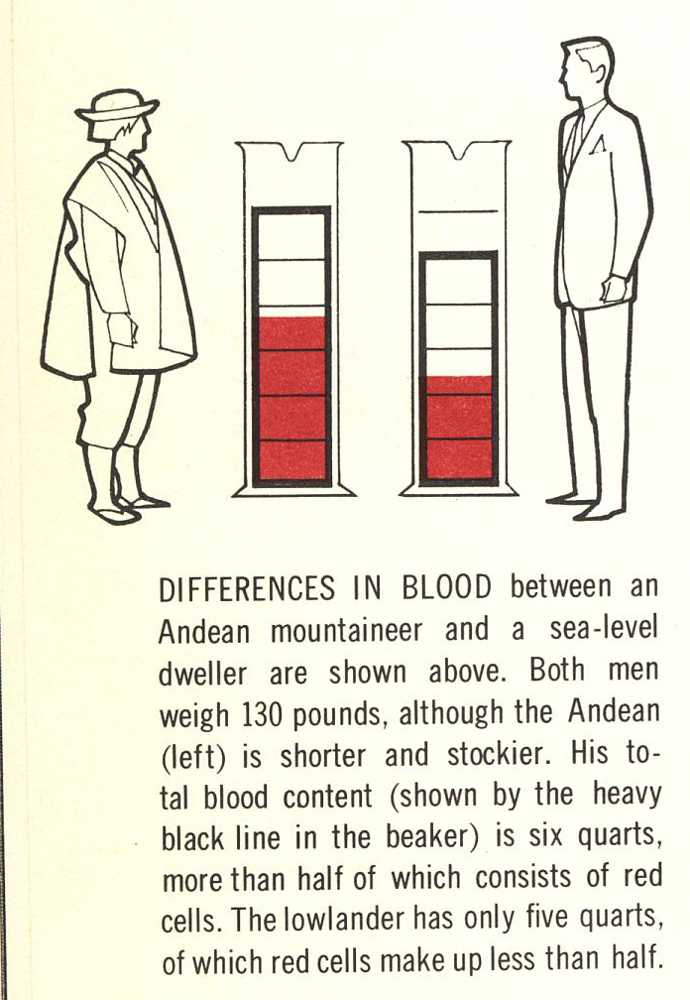 DIFFERENCES IN BLOOD between an
Andean mountaineer and a sea-level
dweller are shown above. Both men
weigh 130 pounds, although the Andean
(left) is shorter and stockier. His to-
tal blood content (shown by the heavy
black line in the beaker) is six quarts,
more than half of which consists of red
cells. The lowlander has only five quarts,
of which red cells make up less than half.